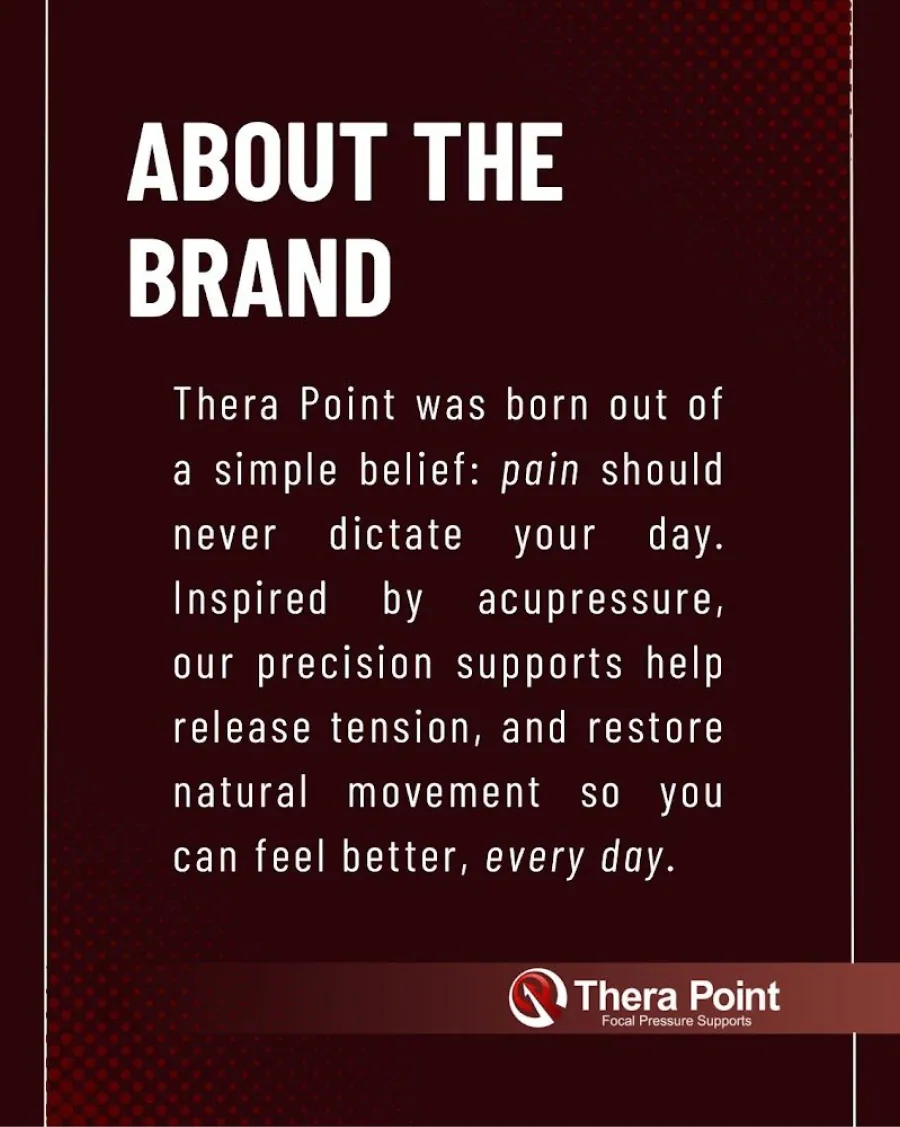 ABOUT THE
BRAND
Thera Point was born out of
a simple belief: pain should
never dictate your day.
Inspired by acupressure,
our precision supports help
release tension, and restore
natural movement so you
can feel better, every day.
Thera Point
Focal Pressure Supports